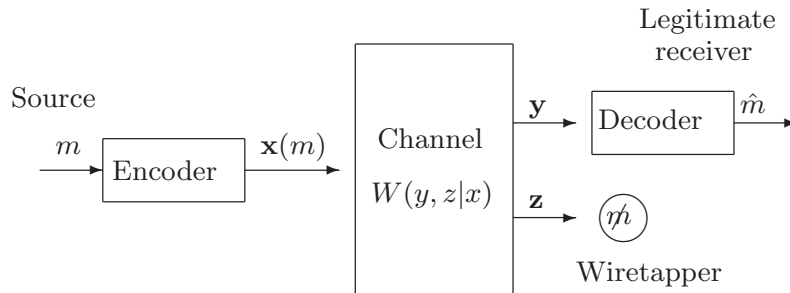 Legitimate
receiver
Source
m
Encoder
x(m)
Channel
W(y, z|x)
y
Decoder
m̂
z
m̸
Wiretapper